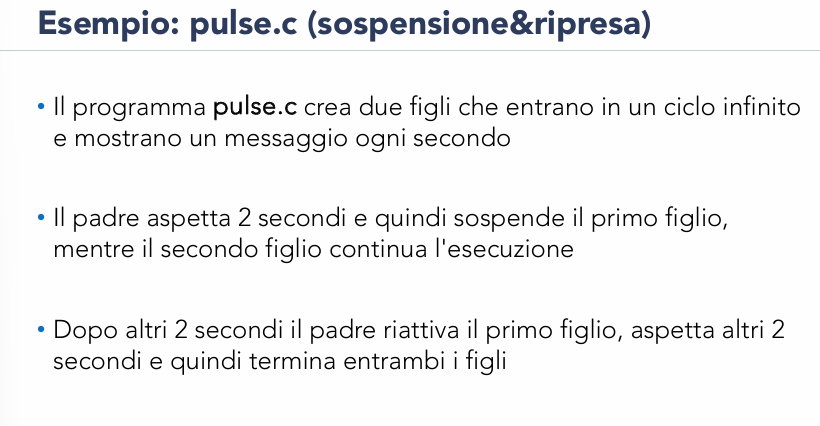 Esempio: pulse.c (sospensione&ripresa)
• Il programma pulse.c crea due figli che entrano in un ciclo infinito
e mostrano un messaggio ogni secondo
• Il padre aspetta 2 secondi e quindi sospende il primo figlio,
mentre il secondo figlio continua l'esecuzione
• Dopo altri 2 secondi il padre riattiva il primo figlio, aspetta altri 2
secondi e quindi termina entrambi i figli